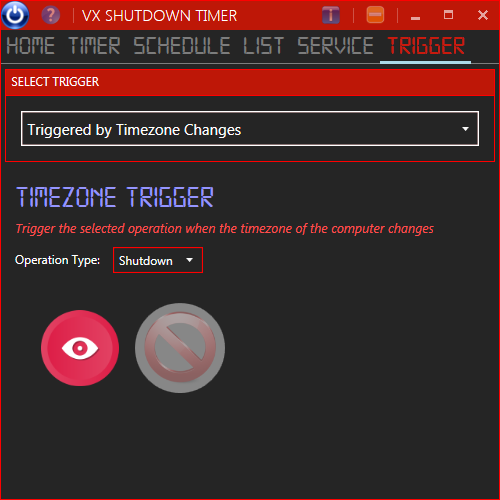 ? VX SHUTDOWN TIMER T
HOME TIMER SCHEDULE LIST SERVICE TRIGGER
SELECT TRIGGER
Triggered by Timezone Changes
TIMEZONE TRIGGER
Trigger the selected operation when the timezone of the computer changes
Operation Type: Shutdown